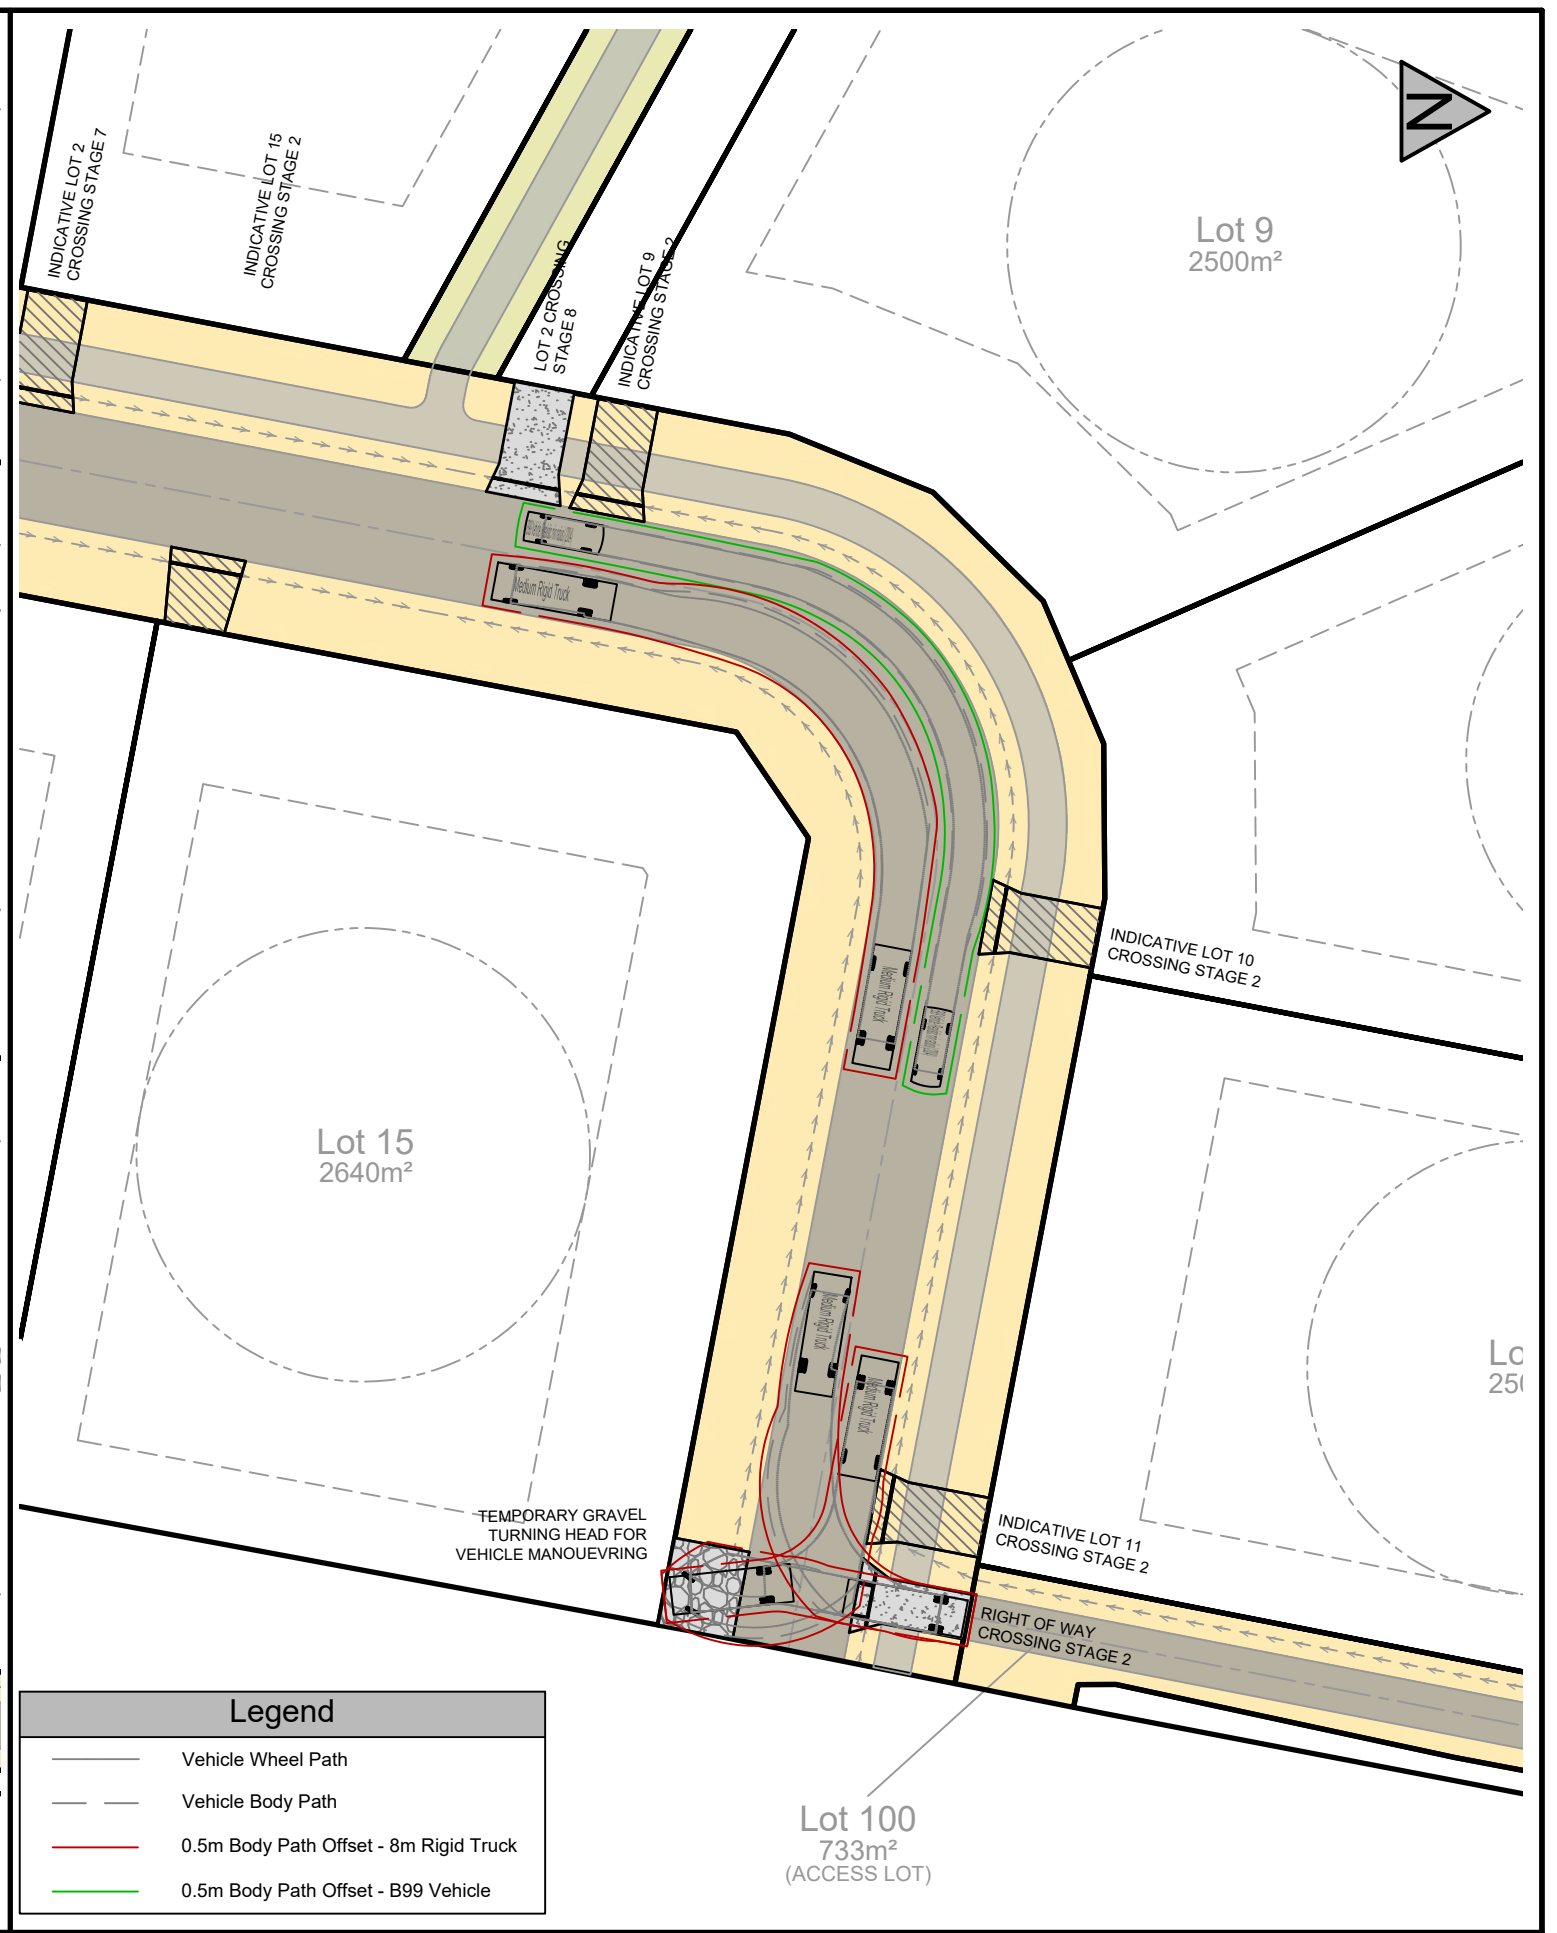 INDICATIVE LOT 2
CROSSING STAGE 7
INDICATIVE LOT 15
CROSSING STAGE 2
LOT 2 CROSSING
STAGE 8
INDICATIVE LOT 9
CROSSING STAGE 2
N
Lot 9
2500m²
Medium Rigid Truck
Medium Rigid Truck
INDICATIVE LOT 10
CROSSING STAGE 2
Lot 15
2640m²
Medium Rigid Truck
Medium Rigid Truck
Lo
250
TEMPORARY GRAVEL
TURNING HEAD FOR
VEHICLE MANOUEVRING
INDICATIVE LOT 11
CROSSING STAGE 2
RIGHT OF WAY
CROSSING STAGE 2
Lot 100
733m²
(ACCESS LOT)
Legend
Vehicle Wheel Path
Vehicle Body Path
0.5m Body Path Offset - 8m Rigid Truck
0.5m Body Path Offset - B99 Vehicle